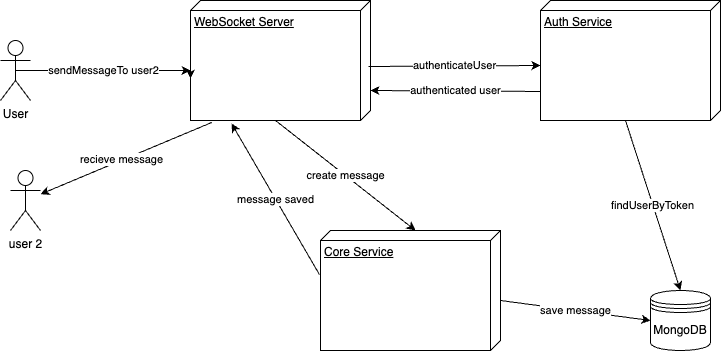 WebSocket Server
Auth Service
sendMessageTo user2
authenticateUser
authenticated user
User
recieve message
create message
message saved
findUserByToken
user 2
Core Service
save message
MongoDB